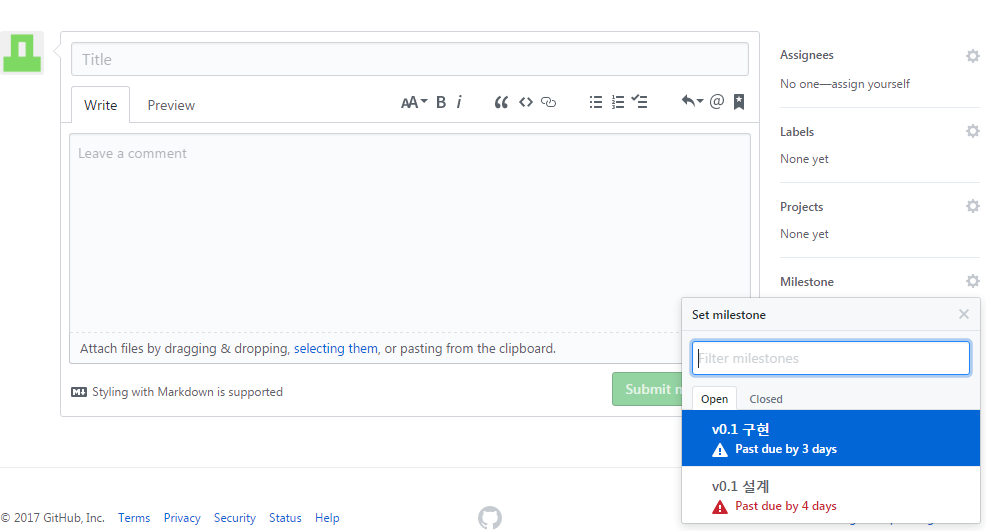 Title
Assignees
No one—assign yourself
Write
Preview
AA B i
Leave a comment
Labels
None yet
Projects
None yet
Milestone
Set milestone
Filter milestones
Open
Closed
v0.1 구현
Past due by 3 days
v0.1 설계
Past due by 4 days
Attach files by dragging & dropping, selecting them, or pasting from the clipboard.
Styling with Markdown is supported
Submit
© 2017 GitHub, Inc. Terms Privacy Security Status Help